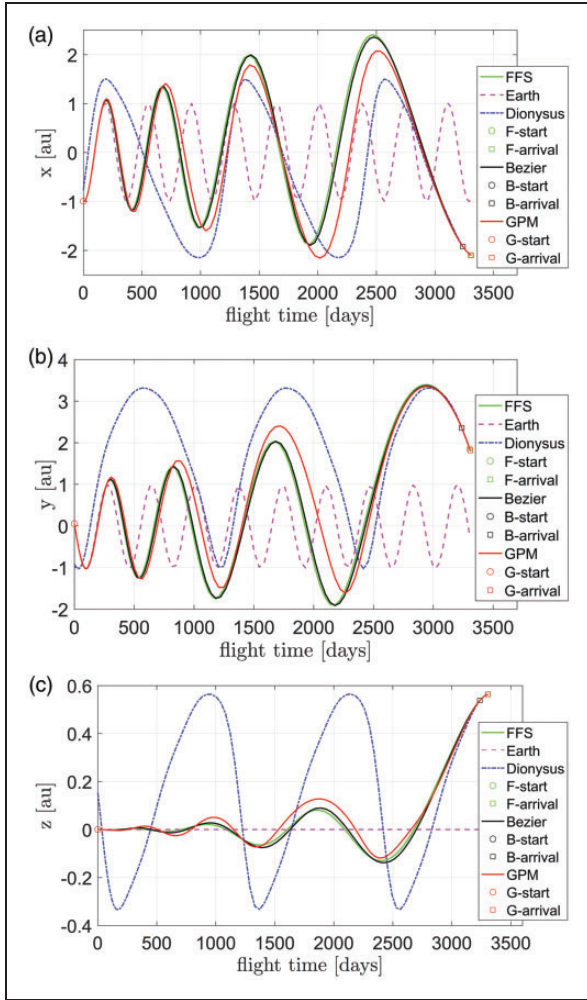 (a)
2
1
0
-1
-2
x [au]
0
500
1000
1500
2000
2500
3000
3500
flight time [days]
FFS
Earth
Dionysus
F-start
F-arrival
Bezier
B-start
B-arrival
GPM
G-start
G-arrival
(b)
4
3
2
1
0
-1
-2
y [au]
0
500
1000
1500
2000
2500
3000
3500
flight time [days]
FFS
Earth
Dionysus
F-start
F-arrival
Bezier
B-start
B-arrival
GPM
G-start
G-arrival
(c)
0.6
0.4
0.2
0
-0.2
-0.4
z [au]
0
500
1000
1500
2000
2500
3000
3500
flight time [days]
FFS
Earth
Dionysus
F-start
F-arrival
Bezier
B-start
B-arrival
GPM
G-start
G-arrival